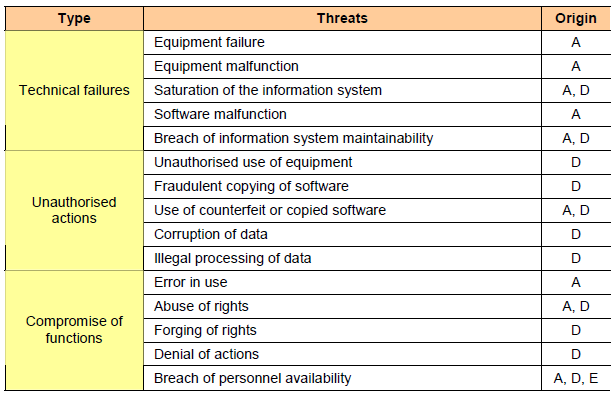 Type Threats Origin
Technical failures
Equipment failure A
Equipment malfunction A
Saturation of the information system A, D
Software malfunction A
Breach of information system maintainability A, D
Unauthorised
actions
Unauthorised use of equipment D
Fraudulent copying of software D
Use of counterfeit or copied software A, D
Corruption of data D
Illegal processing of data D
Compromise of
functions
Error in use A
Abuse of rights A, D
Forging of rights D
Denial of actions D
Breach of personnel availability A, D, E